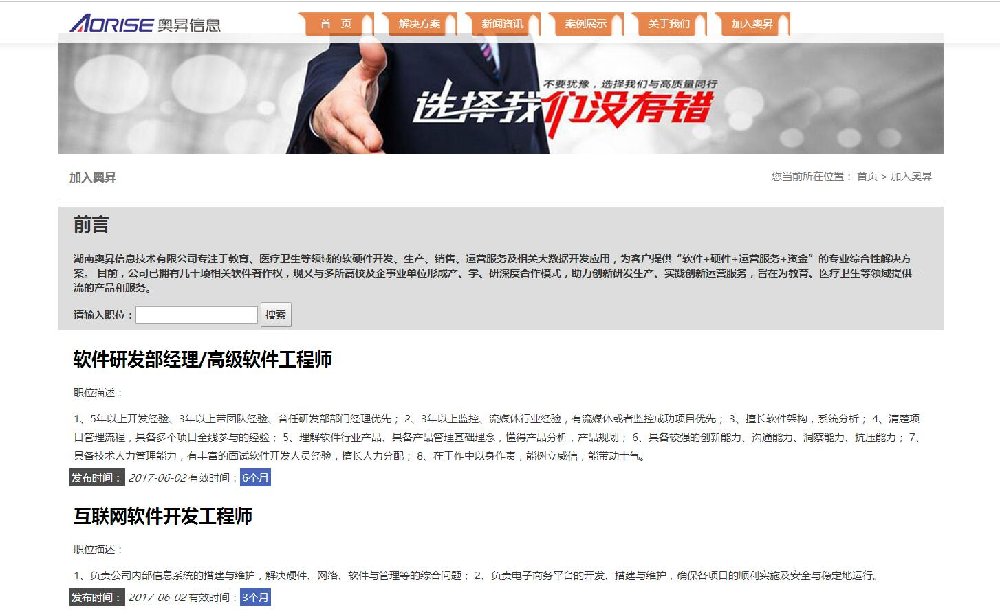 AORISE 奥昇信息
首 页 解决方案 新闻资讯 案例展示 关于我们 加入奥昇
不要犹豫，选择我们与高质量同行
选择我们没有错
加入奥昇
您当前所在位置： 首页 > 加入奥昇
前言
湖南奥昇信息技术有限公司专注于教育、医疗卫生等领域的软硬件开发、生产、销售、运营服务及相关大数据开发应用，为客户提供“软件+硬件+运营服务+资金”的专业综合性解决方
案。 目前，公司已拥有几十项相关软件著作权，现又与多所高校及企事业单位形成产、学、研深度合作模式，助力创新研发生产、实践创新运营服务，旨在为教育、医疗卫生等领域提供一
流的产品和服务。
请输入职位： 搜索
软件研发部经理/高级软件工程师
职位描述：
1、5年以上开发经验、3年以上带团队经验、曾任研发部部门经理优先； 2、3年以上监控、流媒体行业经验，有流媒体或者监控成功项目优先； 3、擅长软件架构，系统分析； 4、清楚项
目管理流程，具备多个项目全线参与的经验； 5、理解软件行业产品、具备产品管理基础理念，懂得产品分析，产品规划； 6、具备较强的创新能力、沟通能力、洞察能力、抗压能力； 7、
具备技术人力管理能力，有丰富的面试软件开发人员经验，擅长人力分配； 8、在工作中以身作责，能树立威信，能带动士气。
发布时间： 2017-06-02 有效时间： 6个月
互联网软件开发工程师
职位描述：
1、负责公司内部信息系统的搭建与维护，解决硬件、网络、软件与管理等的综合问题； 2、负责电子商务平台的开发、搭建与维护，确保各项目的顺利实施及安全与稳定地运行。
发布时间： 2017-06-02 有效时间： 3个月